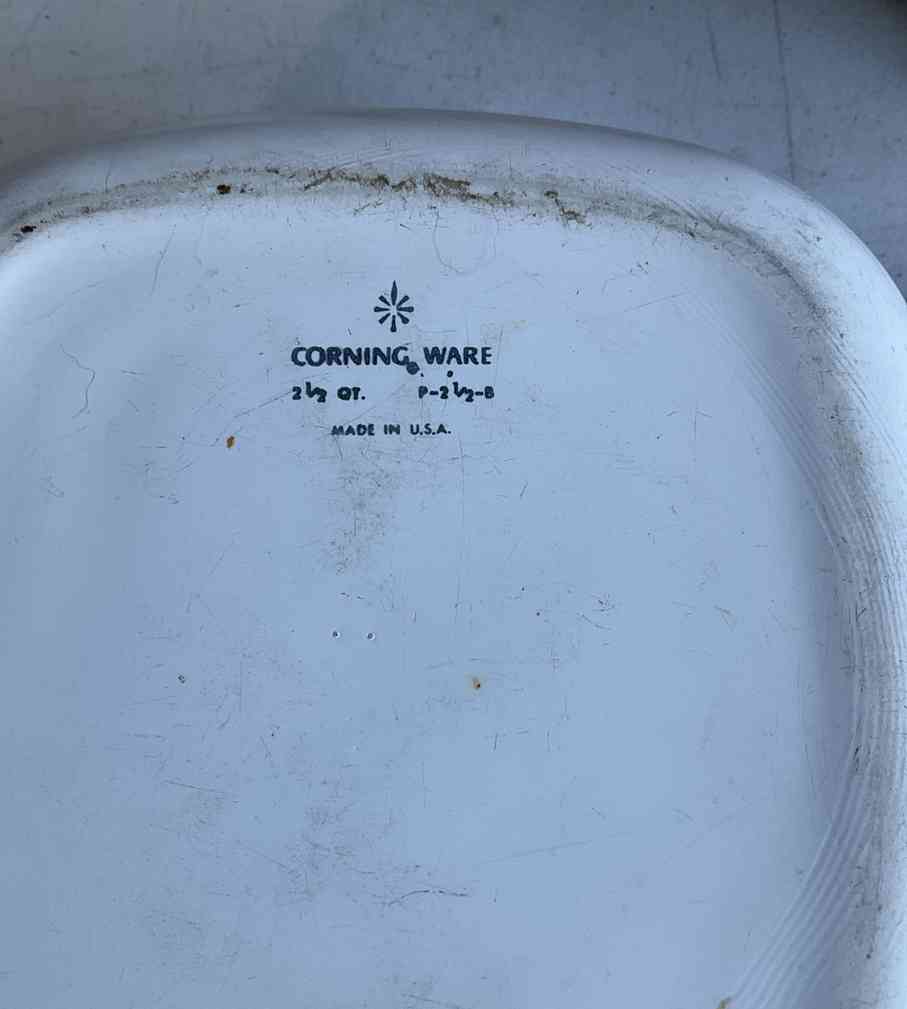 CORNING WARE
2½ QT. P-2½-B
MADE IN U.S.A.